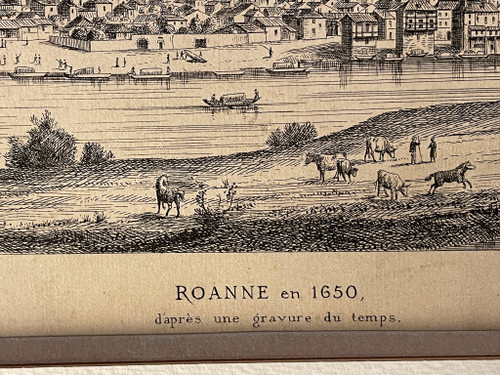 ROANNE en 1650,
d'après une gravure du temps.